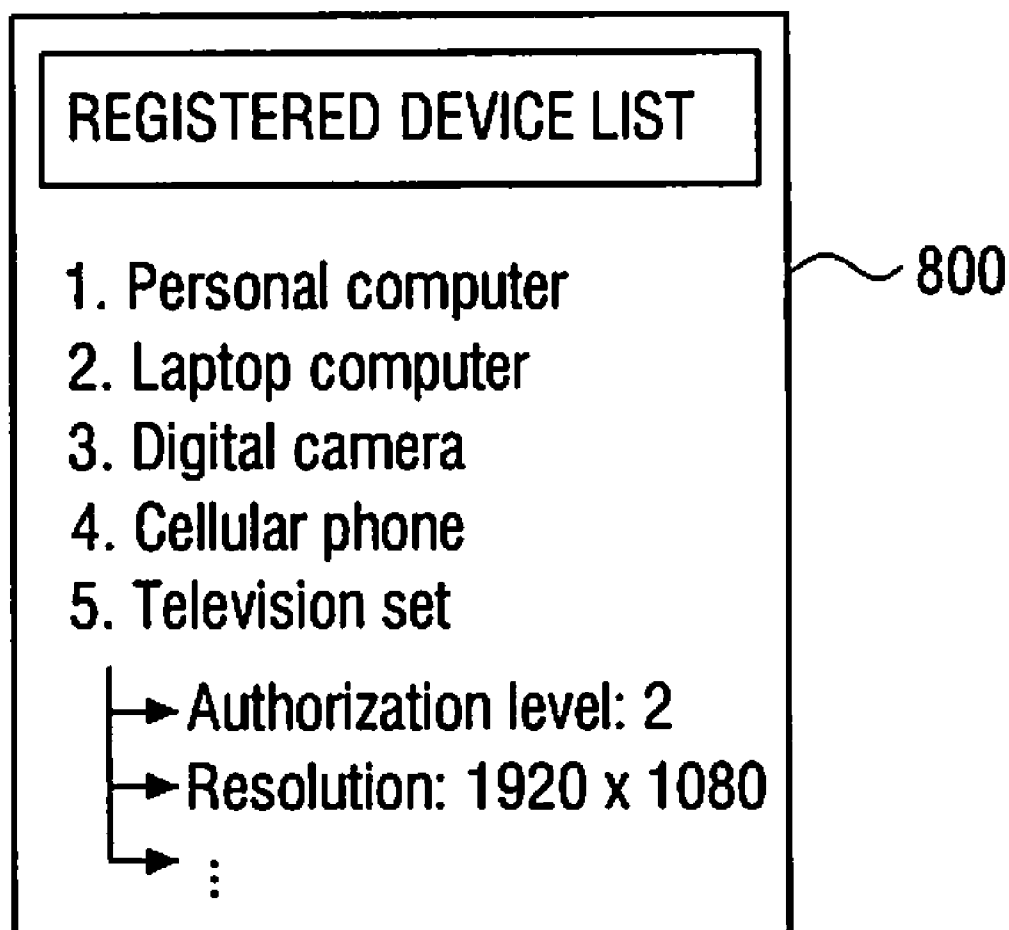 REGISTERED DEVICE LIST
1. Personal computer
800
2. Laptop computer
3. Digital camera
4. Cellular phone
5. Television set
Authorization level: 2
Resolution: 1920 x 1080
⋮